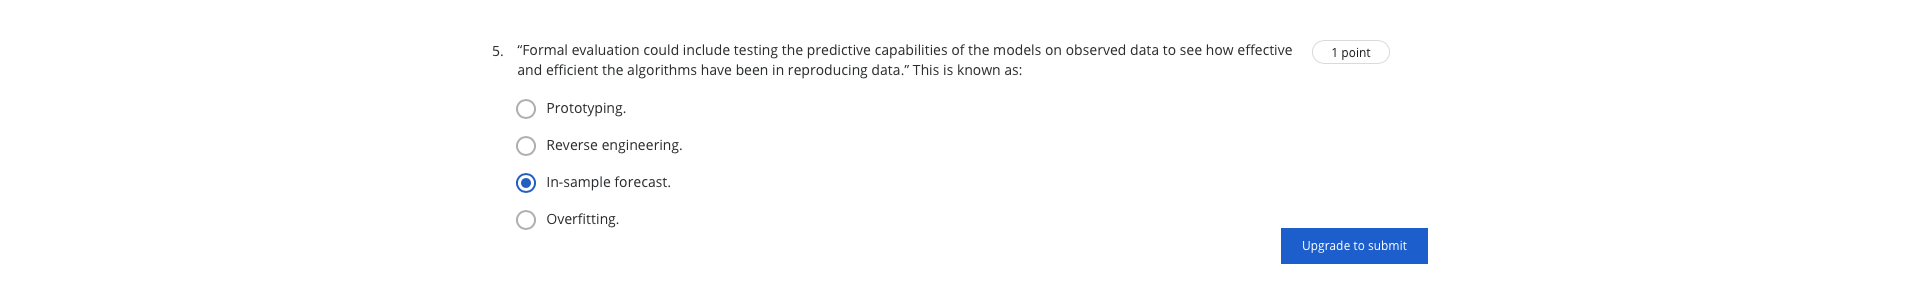 5. “Formal evaluation could include testing the predictive capabilities of the models on observed data to see how effective
and efficient the algorithms have been in reproducing data.” This is known as:
1 point
Prototyping.
Reverse engineering.
In-sample forecast.
Overfitting.
Upgrade to submit